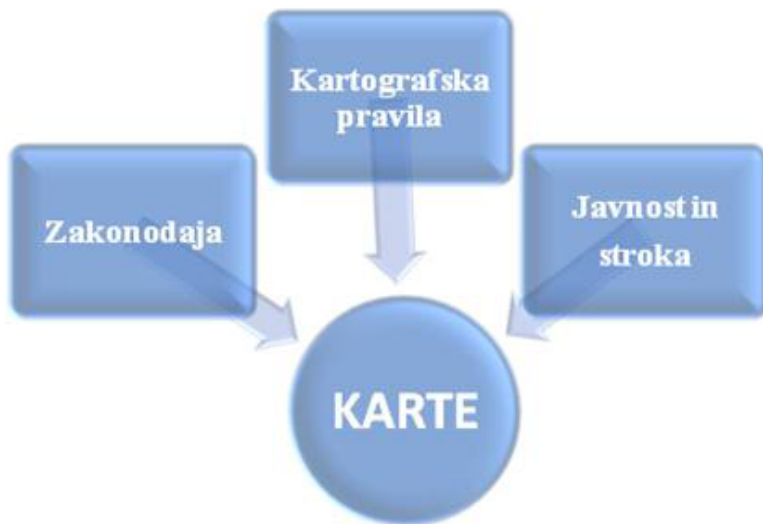 Kartografska
pravila
Zakonodaja
Javnost in
stroka
KARTE